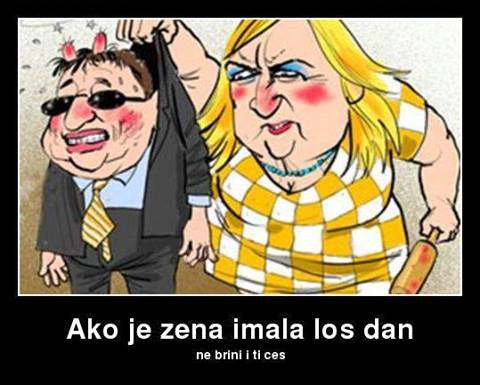 Ako je zena imala los dan
ne brini i ti ces